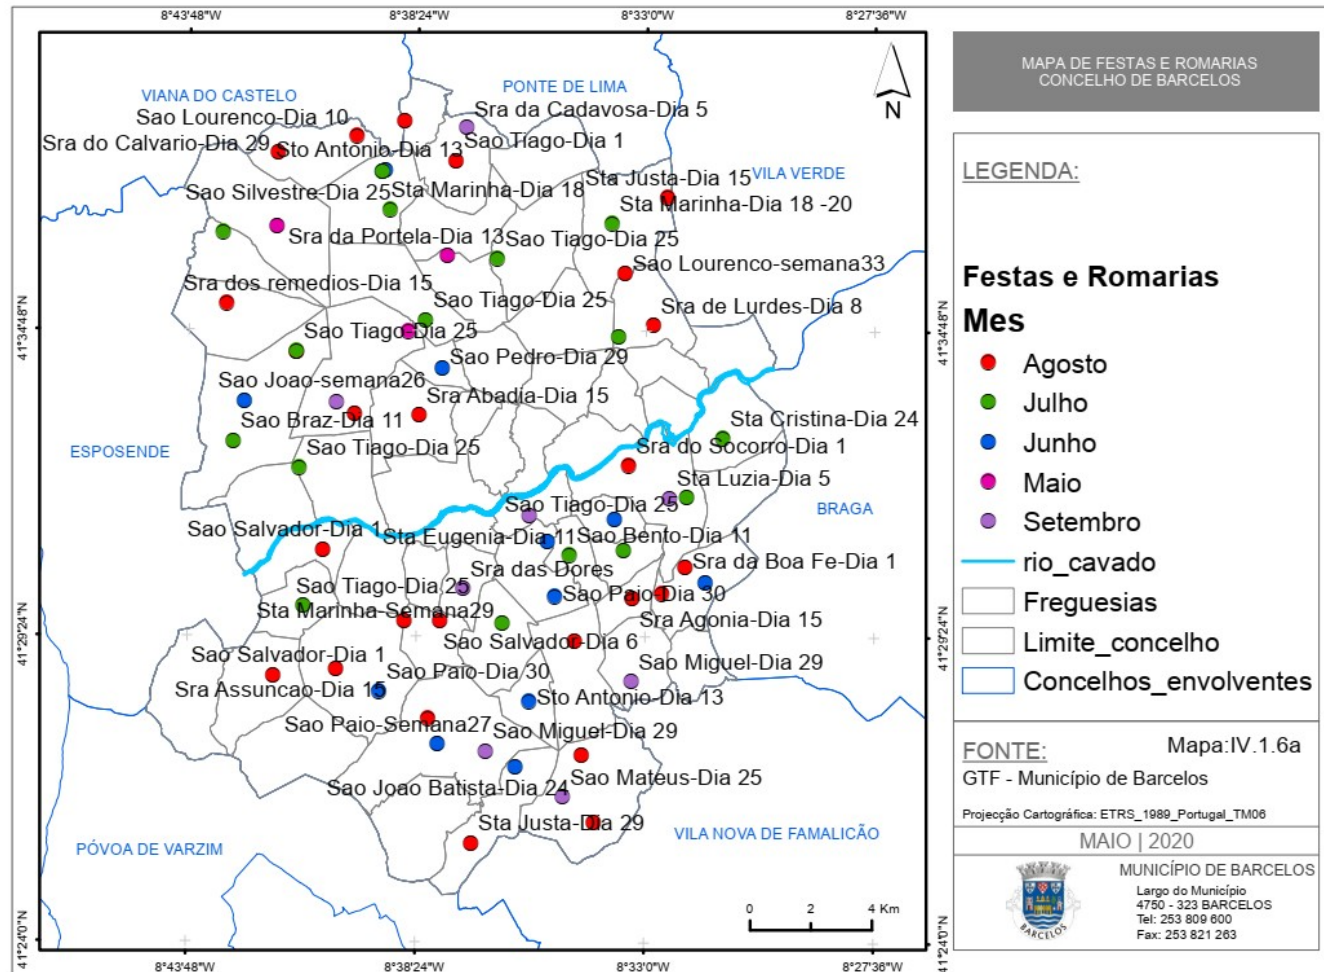 8°43'48"W
8°38'24"W
8°33'0"W
8°27'36"W
PONTE DE LIMA
VIANA DO CASTELO
Sra da Cadavosa-Dia 5
Sao Lourenco-Dia 10
Sra do Calvario-Dia 29
Sto Antonio-Dia 13
Sao Tiago-Dia 1
VILA VERDE
Sta Justa-Dia 15
Sao Silvestre-Dia 25
Sta Marinha-Dia 18
Sta Marinha-Dia 18 -20
Sra da Portela-Dia 13
Sao Tiago-Dia 25
Sao Lourenco-semana33
Sra dos remedios-Dia 15
Sao Tiago-Dia 25
Sra de Lurdes-Dia 8
41°34'48"N
41°34'48"N
Sao Tiago-Dia 25
Sao Pedro-Dia 29
Sao Joao-semana26
Sra Abadia-Dia 15
Sao Braz-Dia 11
Sta Cristina-Dia 24
ESPOSENDE
Sao Tiago-Dia 25
Sra do Socorro-Dia 1
Sta Luzia-Dia 5
Sao Tiago-Dia 25
BRAGA
Sao Salvador-Dia 1
Sta Eugenia-Dia 11
Sao Bento-Dia 11
Sra das Dores
Sra da Boa Fe-Dia 1
Sao Tiago-Dia 25
Sao Paio-Dia 30
Sta Marinha-Semana29
Sra Agonia-Dia 15
41°29'24"N
41°29'24"N
Sao Salvador-Dia 6
Sao Salvador-Dia 1
Sao Miguel-Dia 29
Sao Paio-Dia 30
Sra Assuncao-Dia 15
Sto Antonio-Dia 13
Sao Paio-Semana27
Sao Miguel-Dia 29
Sao Mateus-Dia 25
Sao Joao Batista-Dia 24
Sta Justa-Dia 29
VILA NOVA DE FAMALICÃO
PÓVOA DE VARZIM
0 2 4 Km
41°24'0"N
41°24'0"N
8°43'48"W
8°38'24"W
8°33'0"W
8°27'36"W
N
MAPA DE FESTAS E ROMARIAS
CONCELHO DE BARCELOS
LEGENDA:
Festas e Romarias
Mes
Agosto
Julho
Junho
Maio
Setembro
rio_cavado
Freguesias
Limite_concelho
Concelhos_envolventes
FONTE:
Mapa:IV.1.6a
GTF - Município de Barcelos
Projecção Cartográfica: ETRS_1989_Portugal_TM06
MAIO | 2020
MUNICÍPIO DE BARCELOS
Largo do Município
4750 - 323 BARCELOS
Tel: 253 809 600
Fax: 253 821 263
BARCELOS